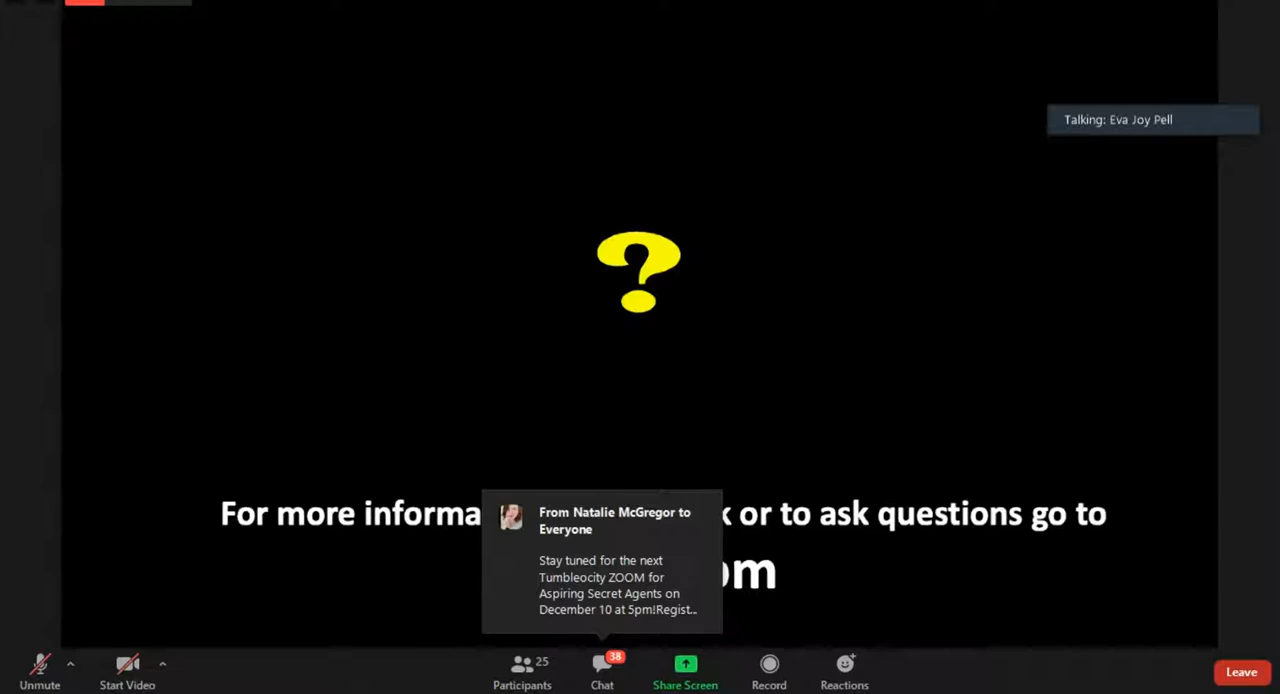 Talking: Eva Joy Pell
?
For more informa
or to ask questions go to
From Natalie McGregor to
Everyone
Stay tuned for the next
Tumbleocity ZOOM for
Aspiring Secret Agents on
December 10 at 5pm!Regist...
25
38
Unmute
Start Video
Participants
Chat
Share Screen
Record
Reactions
Leave